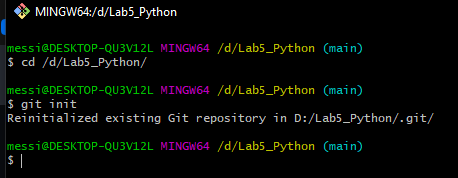 MINGW64:/d/Lab5_Python
messi@DESKTOP-QU3V12L MINGW64 /d/Lab5_Python (main)
$ cd /d/Lab5_Python/
messi@DESKTOP-QU3V12L MINGW64 /d/Lab5_Python (main)
$ git init
Reinitialized existing Git repository in D:/Lab5_Python/.git/
messi@DESKTOP-QU3V12L MINGW64 /d/Lab5_Python (main)
$